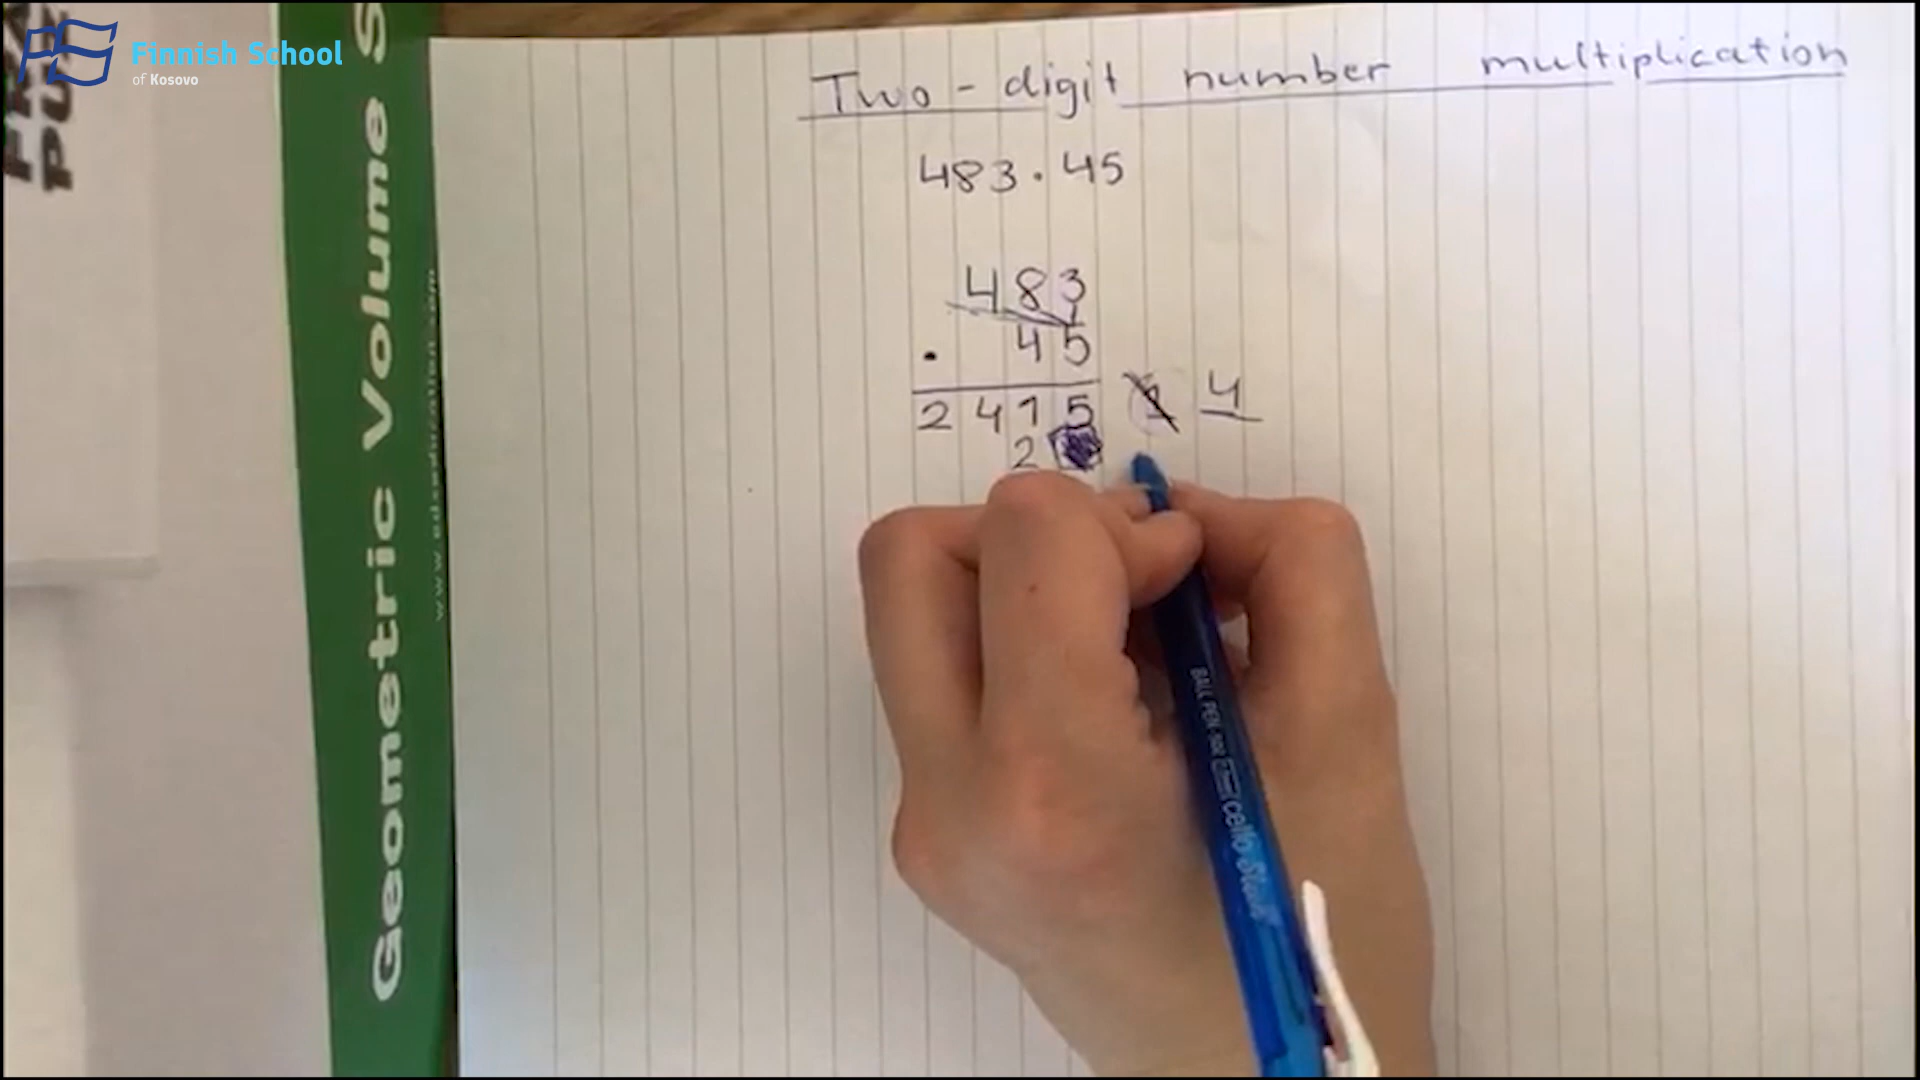 Finnish School
of Kosovo
PU
Geometric Volume S
Two-digit number multiplication
483 · 45
483
· 45
2415 4
2
BALL PEN cello